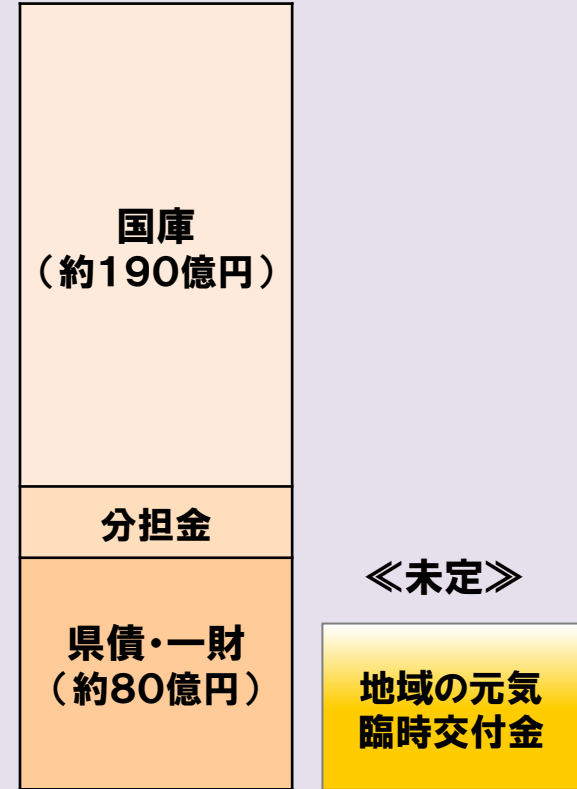 国庫
（約190億円）
分担金
県債・一財
（約80億円）
≪未定≫
地域の元気
臨時交付金